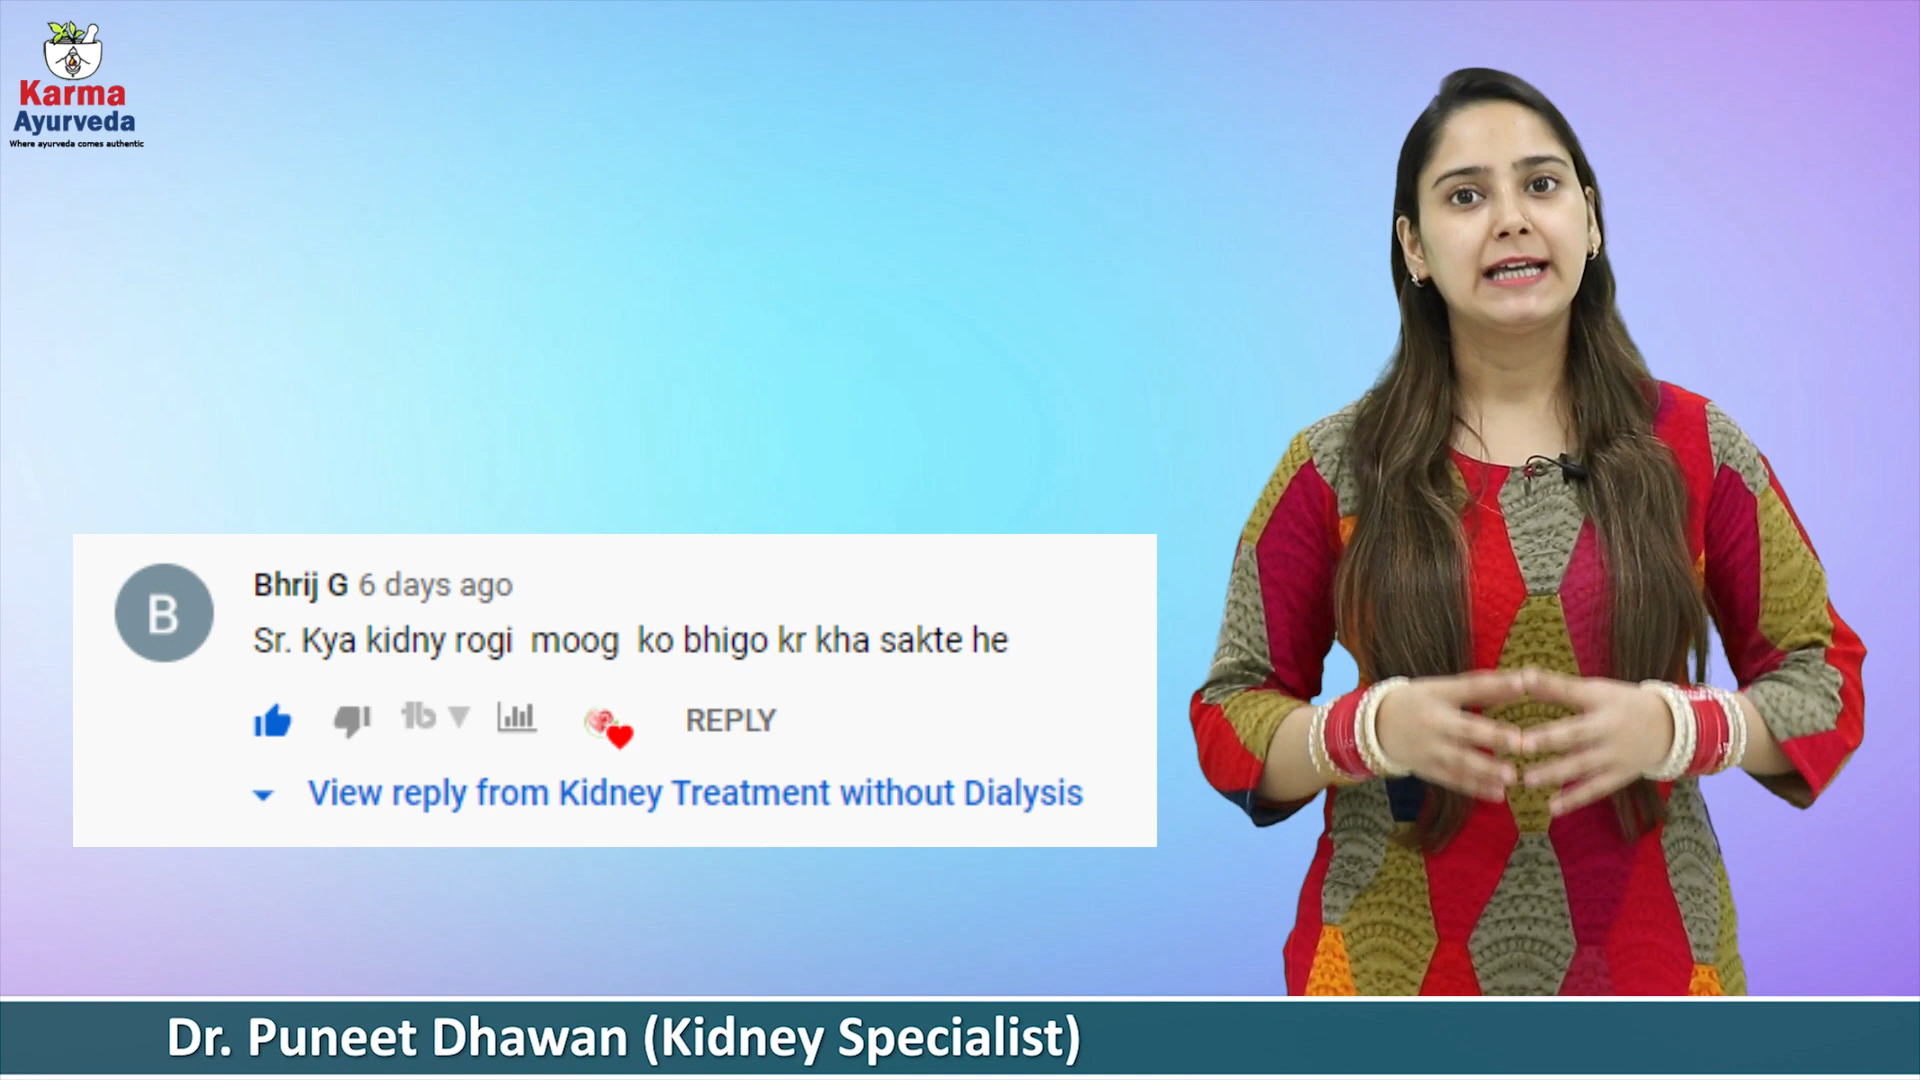 Karma
Ayurveda
Where ayurveda comes authentic
B
Bhrij G 6 days ago
Sr. Kya kidny rogi moog ko bhigo kr kha sakte he
REPLY
View reply from Kidney Treatment without Dialysis
Dr. Puneet Dhawan (Kidney Specialist)